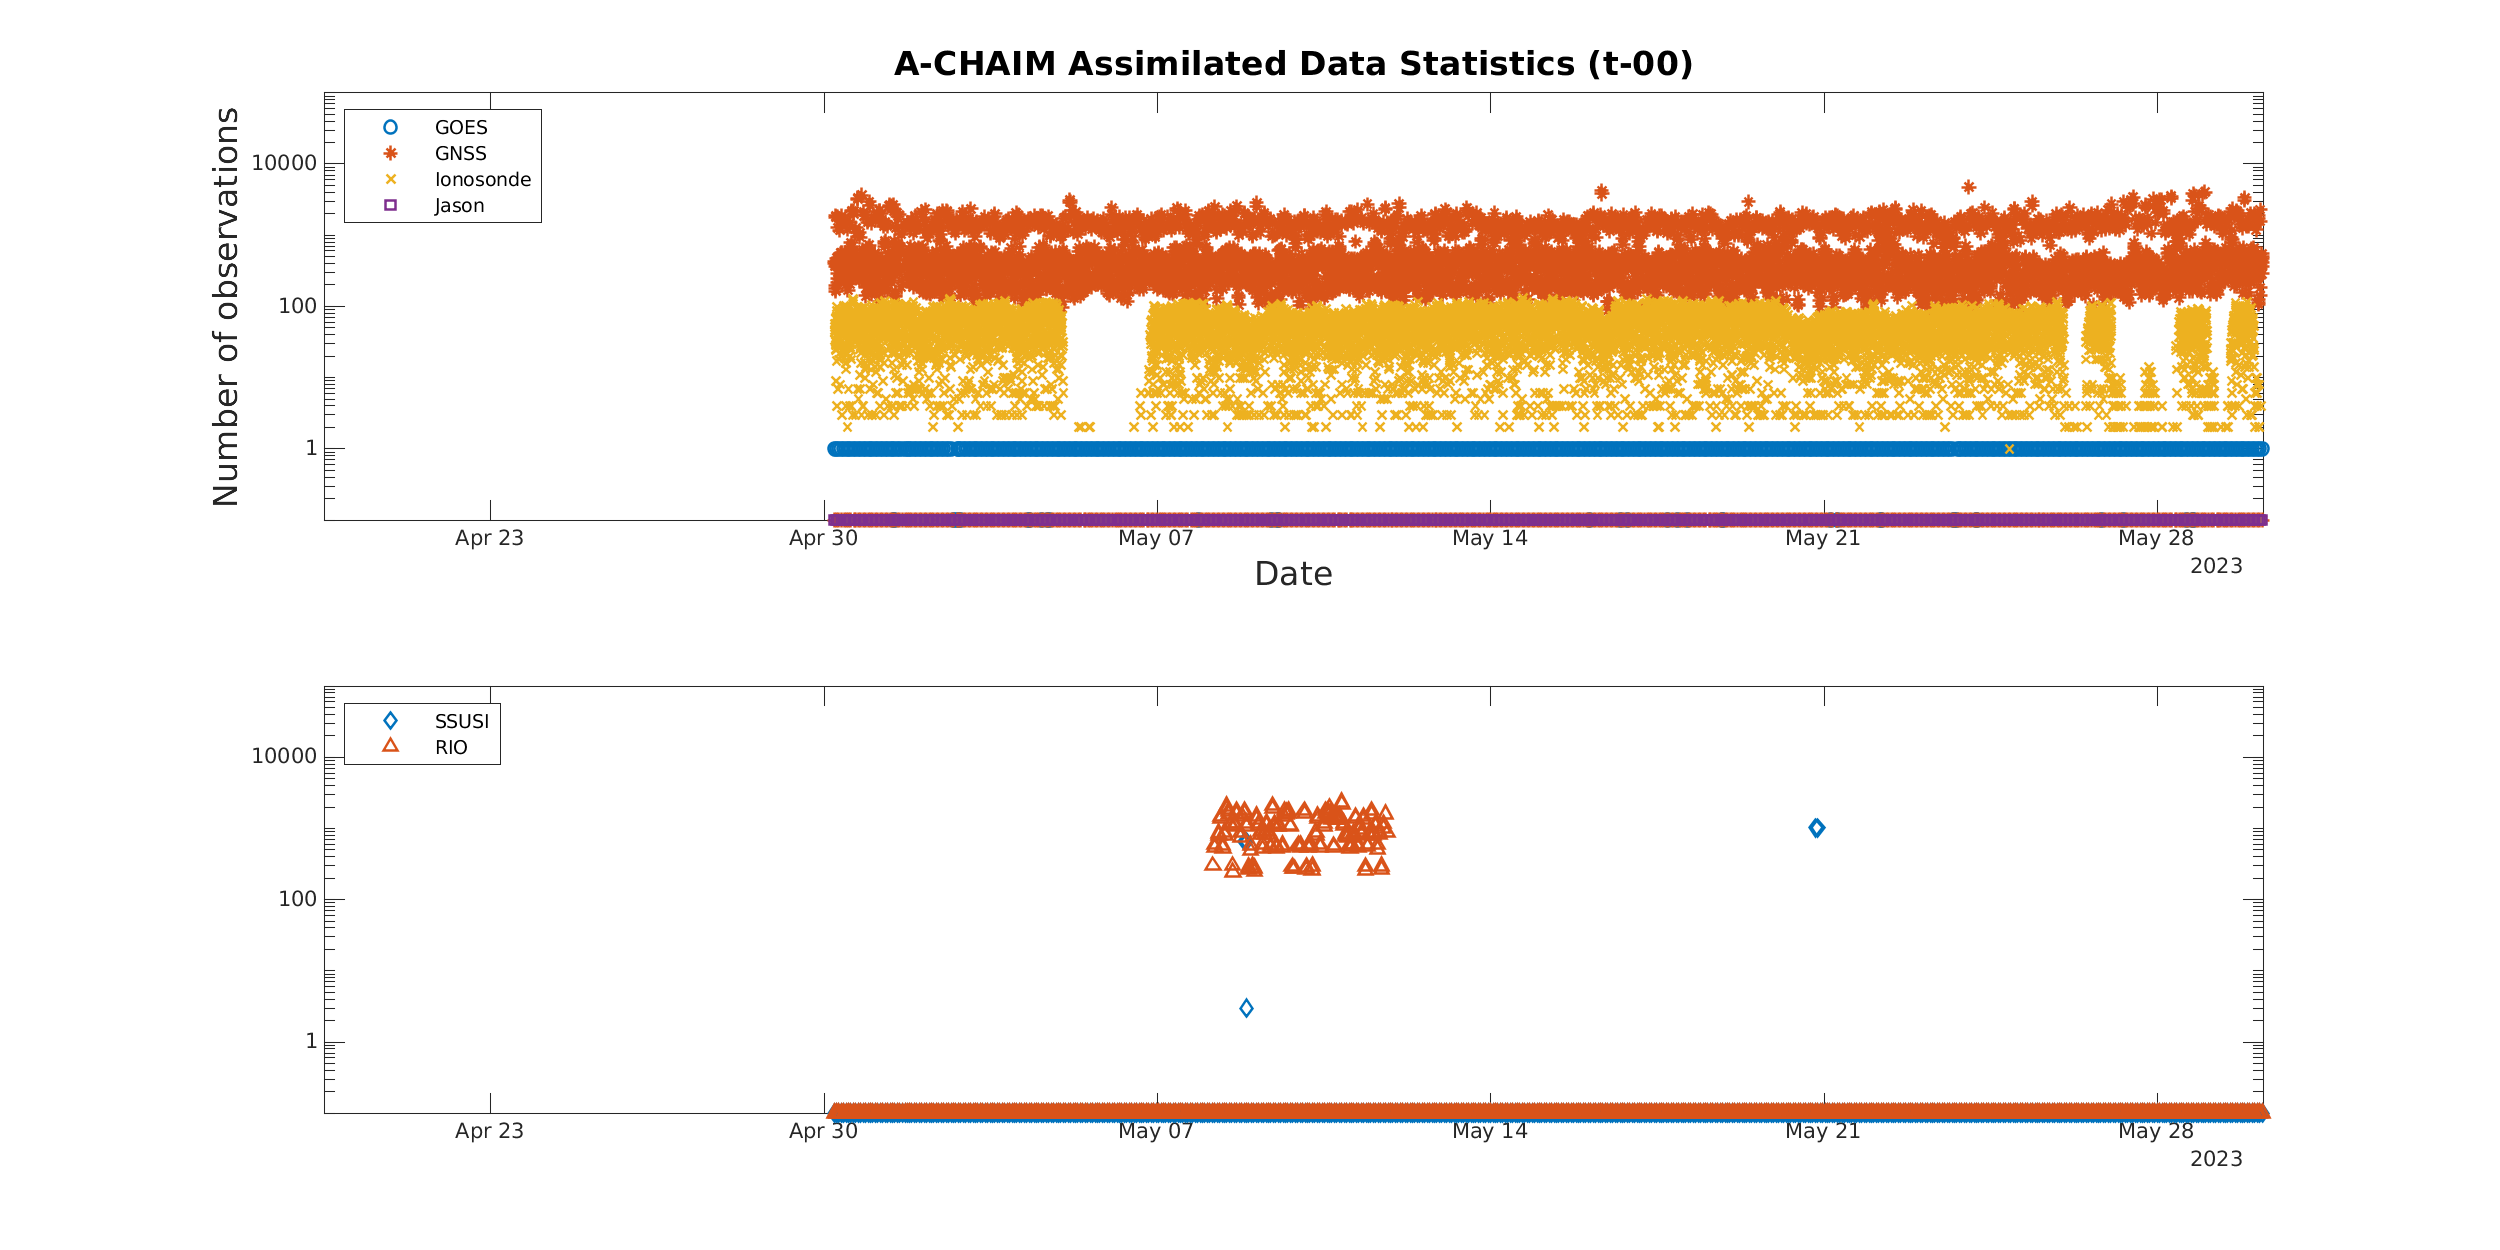 A-CHAIM Assimilated Data Statistics (t-00)
Number of observations
GOES
GNSS
Ionosonde
Jason
10000
100
1
Apr 23
Apr 30
May 07
May 14
May 21
May 28
2023
Date
SSUSI
RIO
10000
100
1
Apr 23
Apr 30
May 07
May 14
May 21
May 28
2023